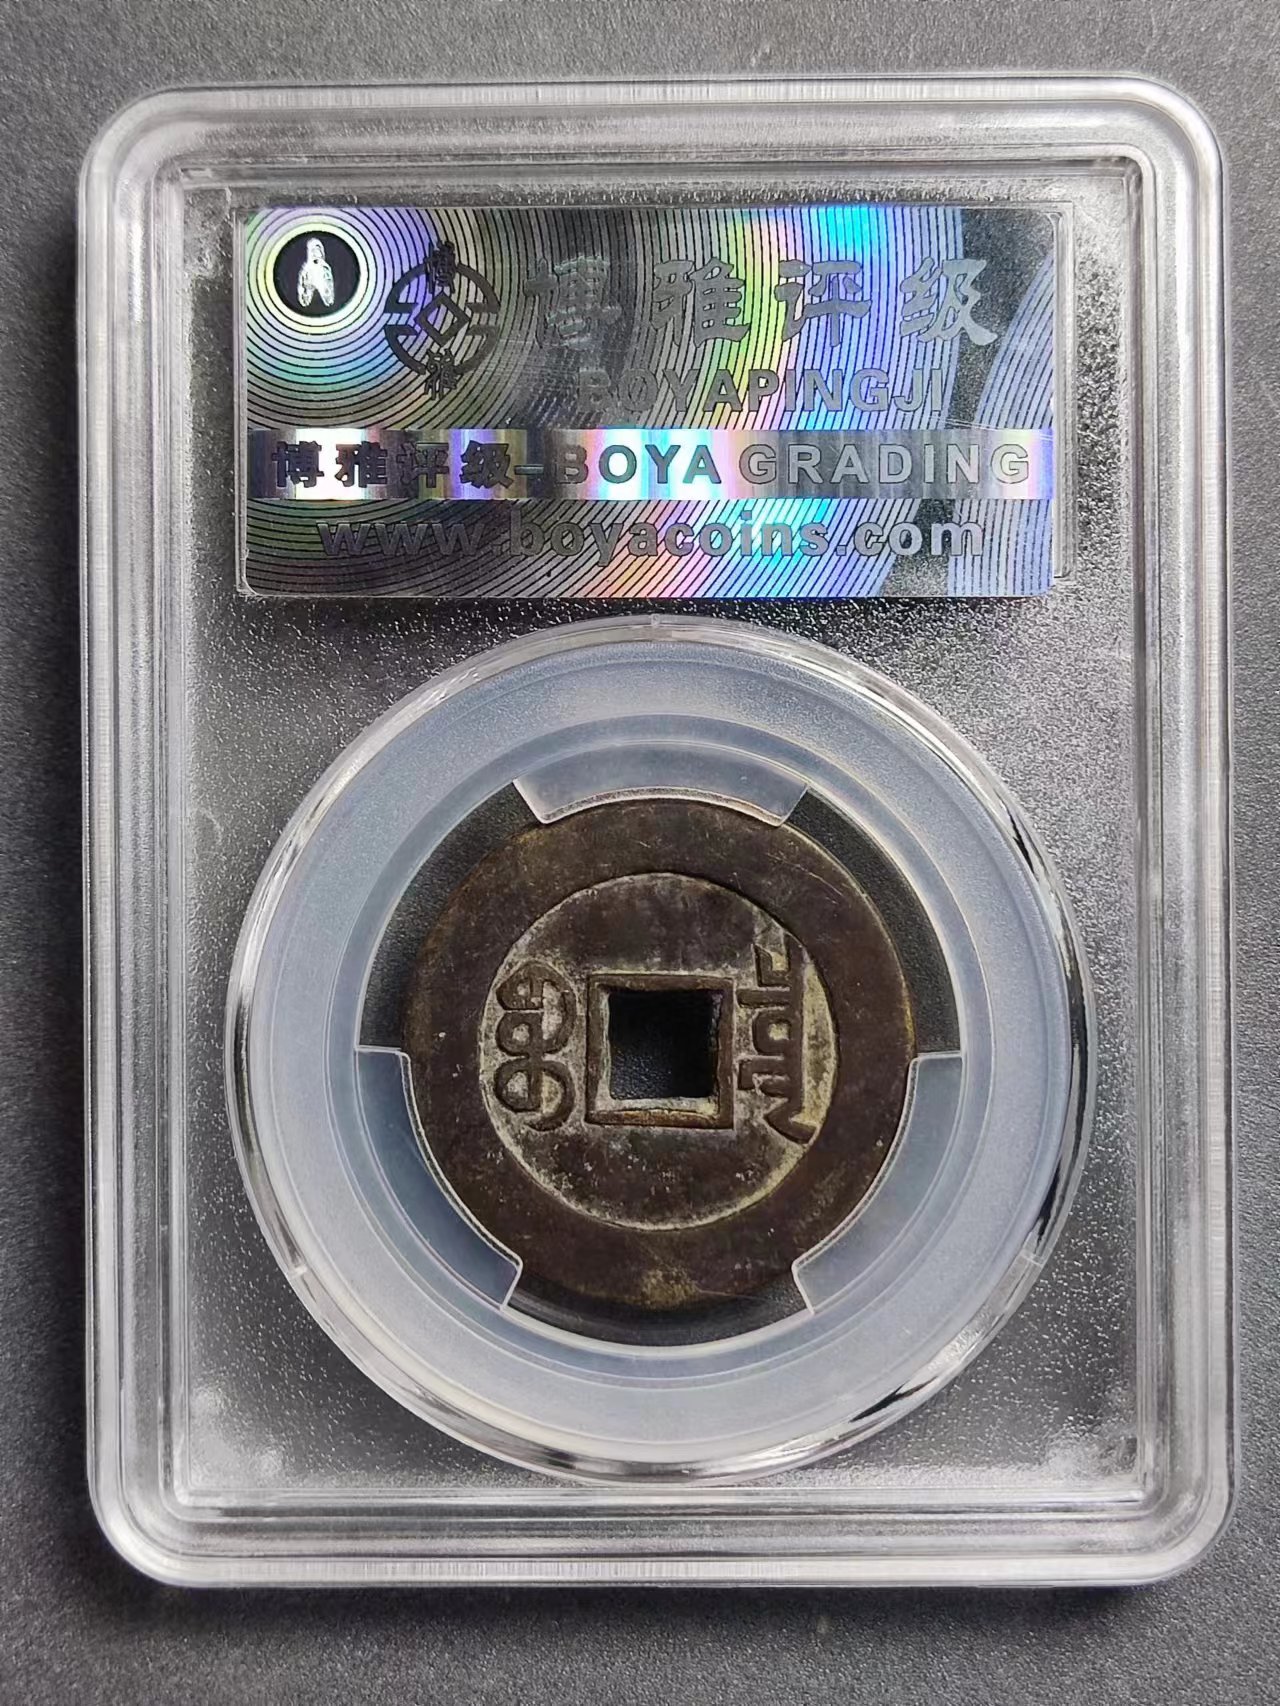 博雅评级
BOYAPINGJI
博雅评级-BOYA GRADING
www.boyacoins.com